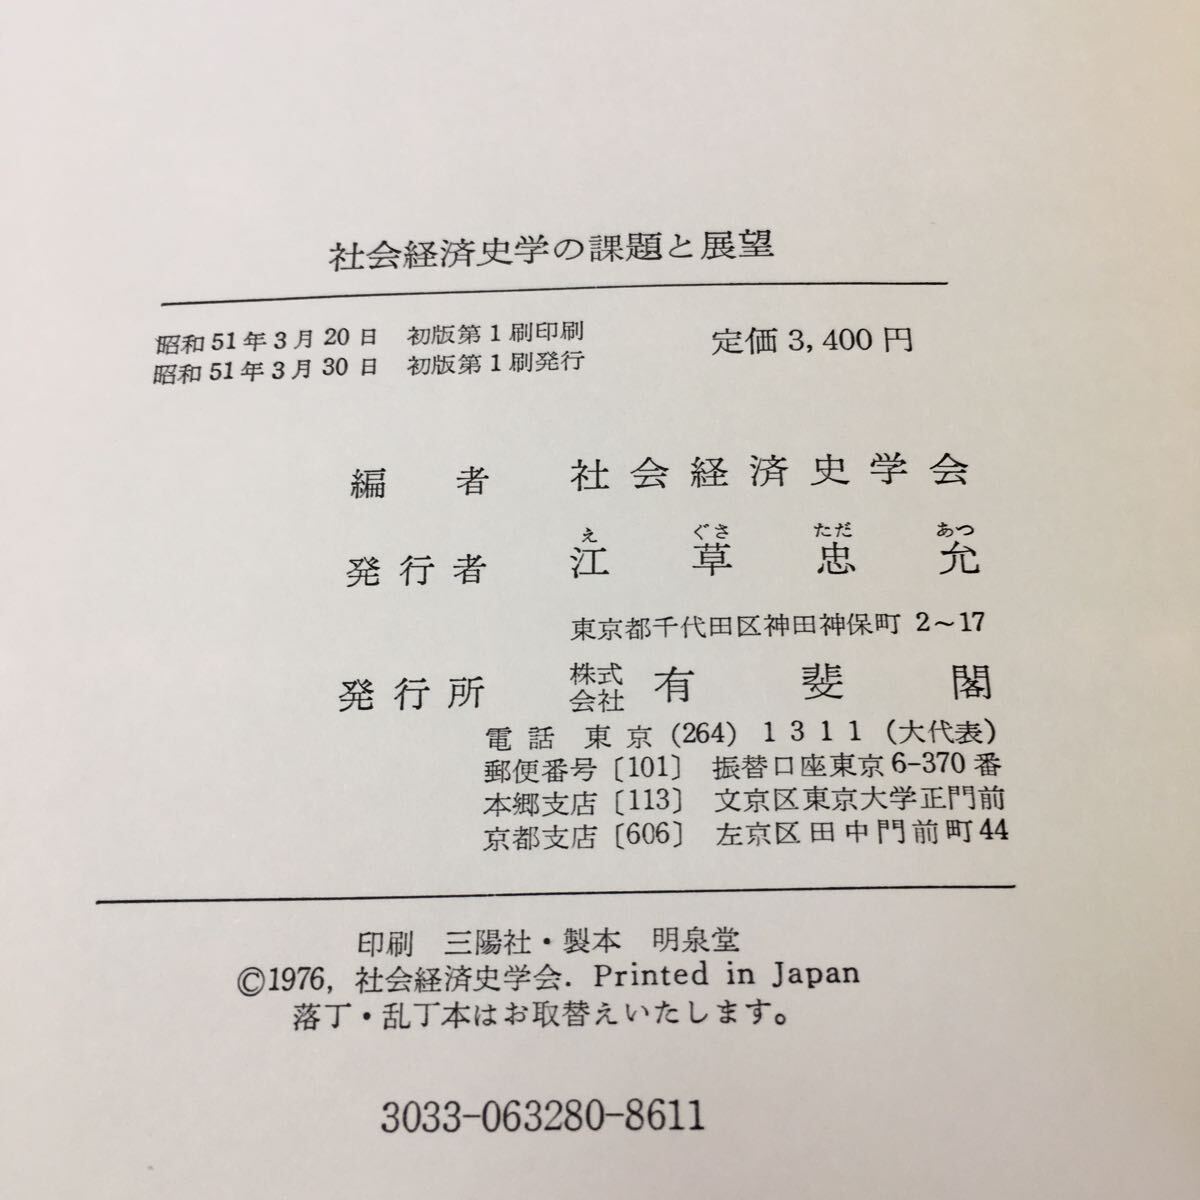 社会経済史学の課題と展望
昭和51年3月20日 初版第1刷印刷
昭和51年3月30日 初版第1刷発行
定価3,400円
編者 社会経済史学会
え ぐさ ただ あつ
発行者 江草忠允
東京都千代田区神田神保町2~17
発行所 株式会社 有斐閣
電話 東京(264)1311(大代表)
郵便番号〔101〕 振替口座東京6-370番
本郷支店〔113〕 文京区東京大学正門前
京都支店〔606〕 左京区田中門前町44
印刷 三陽社・製本 明泉堂
©1976, 社会経済史学会. Printed in Japan
落丁・乱丁本はお取替えいたします。
3033-063280-8611